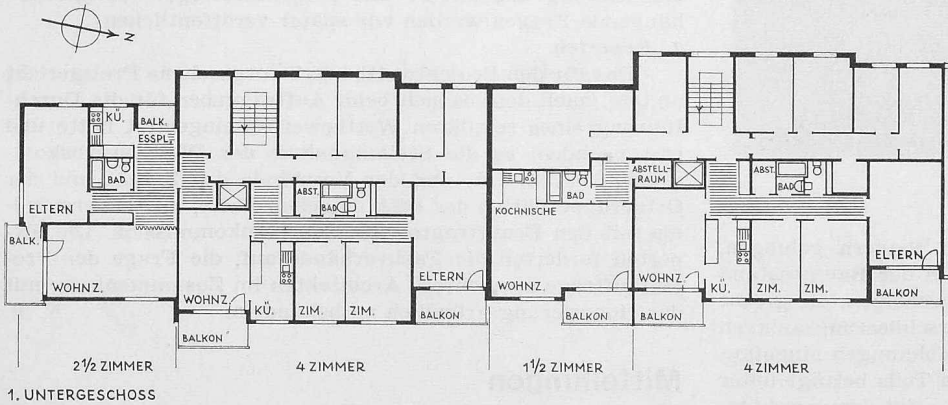 N
KÜ.
BALK.
ESSPL.
BAD
ELTERN
BALK.
WOHNZ.
2½ ZIMMER
ABST.
BAD
WOHNZ.
KÜ.
ZIM.
ZIM.
ELTERN
BALKON
BALKON
4 ZIMMER
KOCHNISCHE
BAD
ABSTELL-
RAUM
WOHNZ.
BALKON
1½ ZIMMER
ABST.
BAD
WOHNZ.
KÜ.
ZIM.
ZIM.
ELTERN
BALKON
4 ZIMMER
1. UNTERGESCHOSS